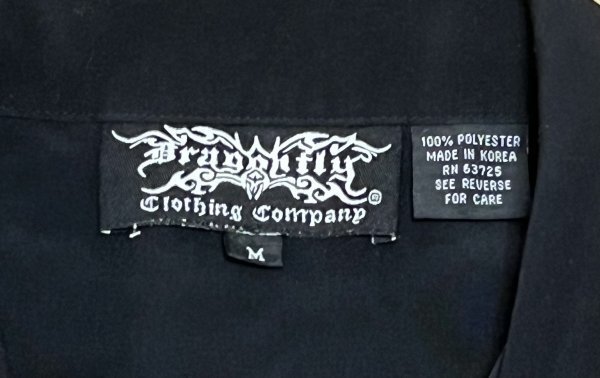 Dragonfly
Clothing Company ®
M
100% POLYESTER
MADE IN KOREA
RN 63725
SEE REVERSE
FOR CARE